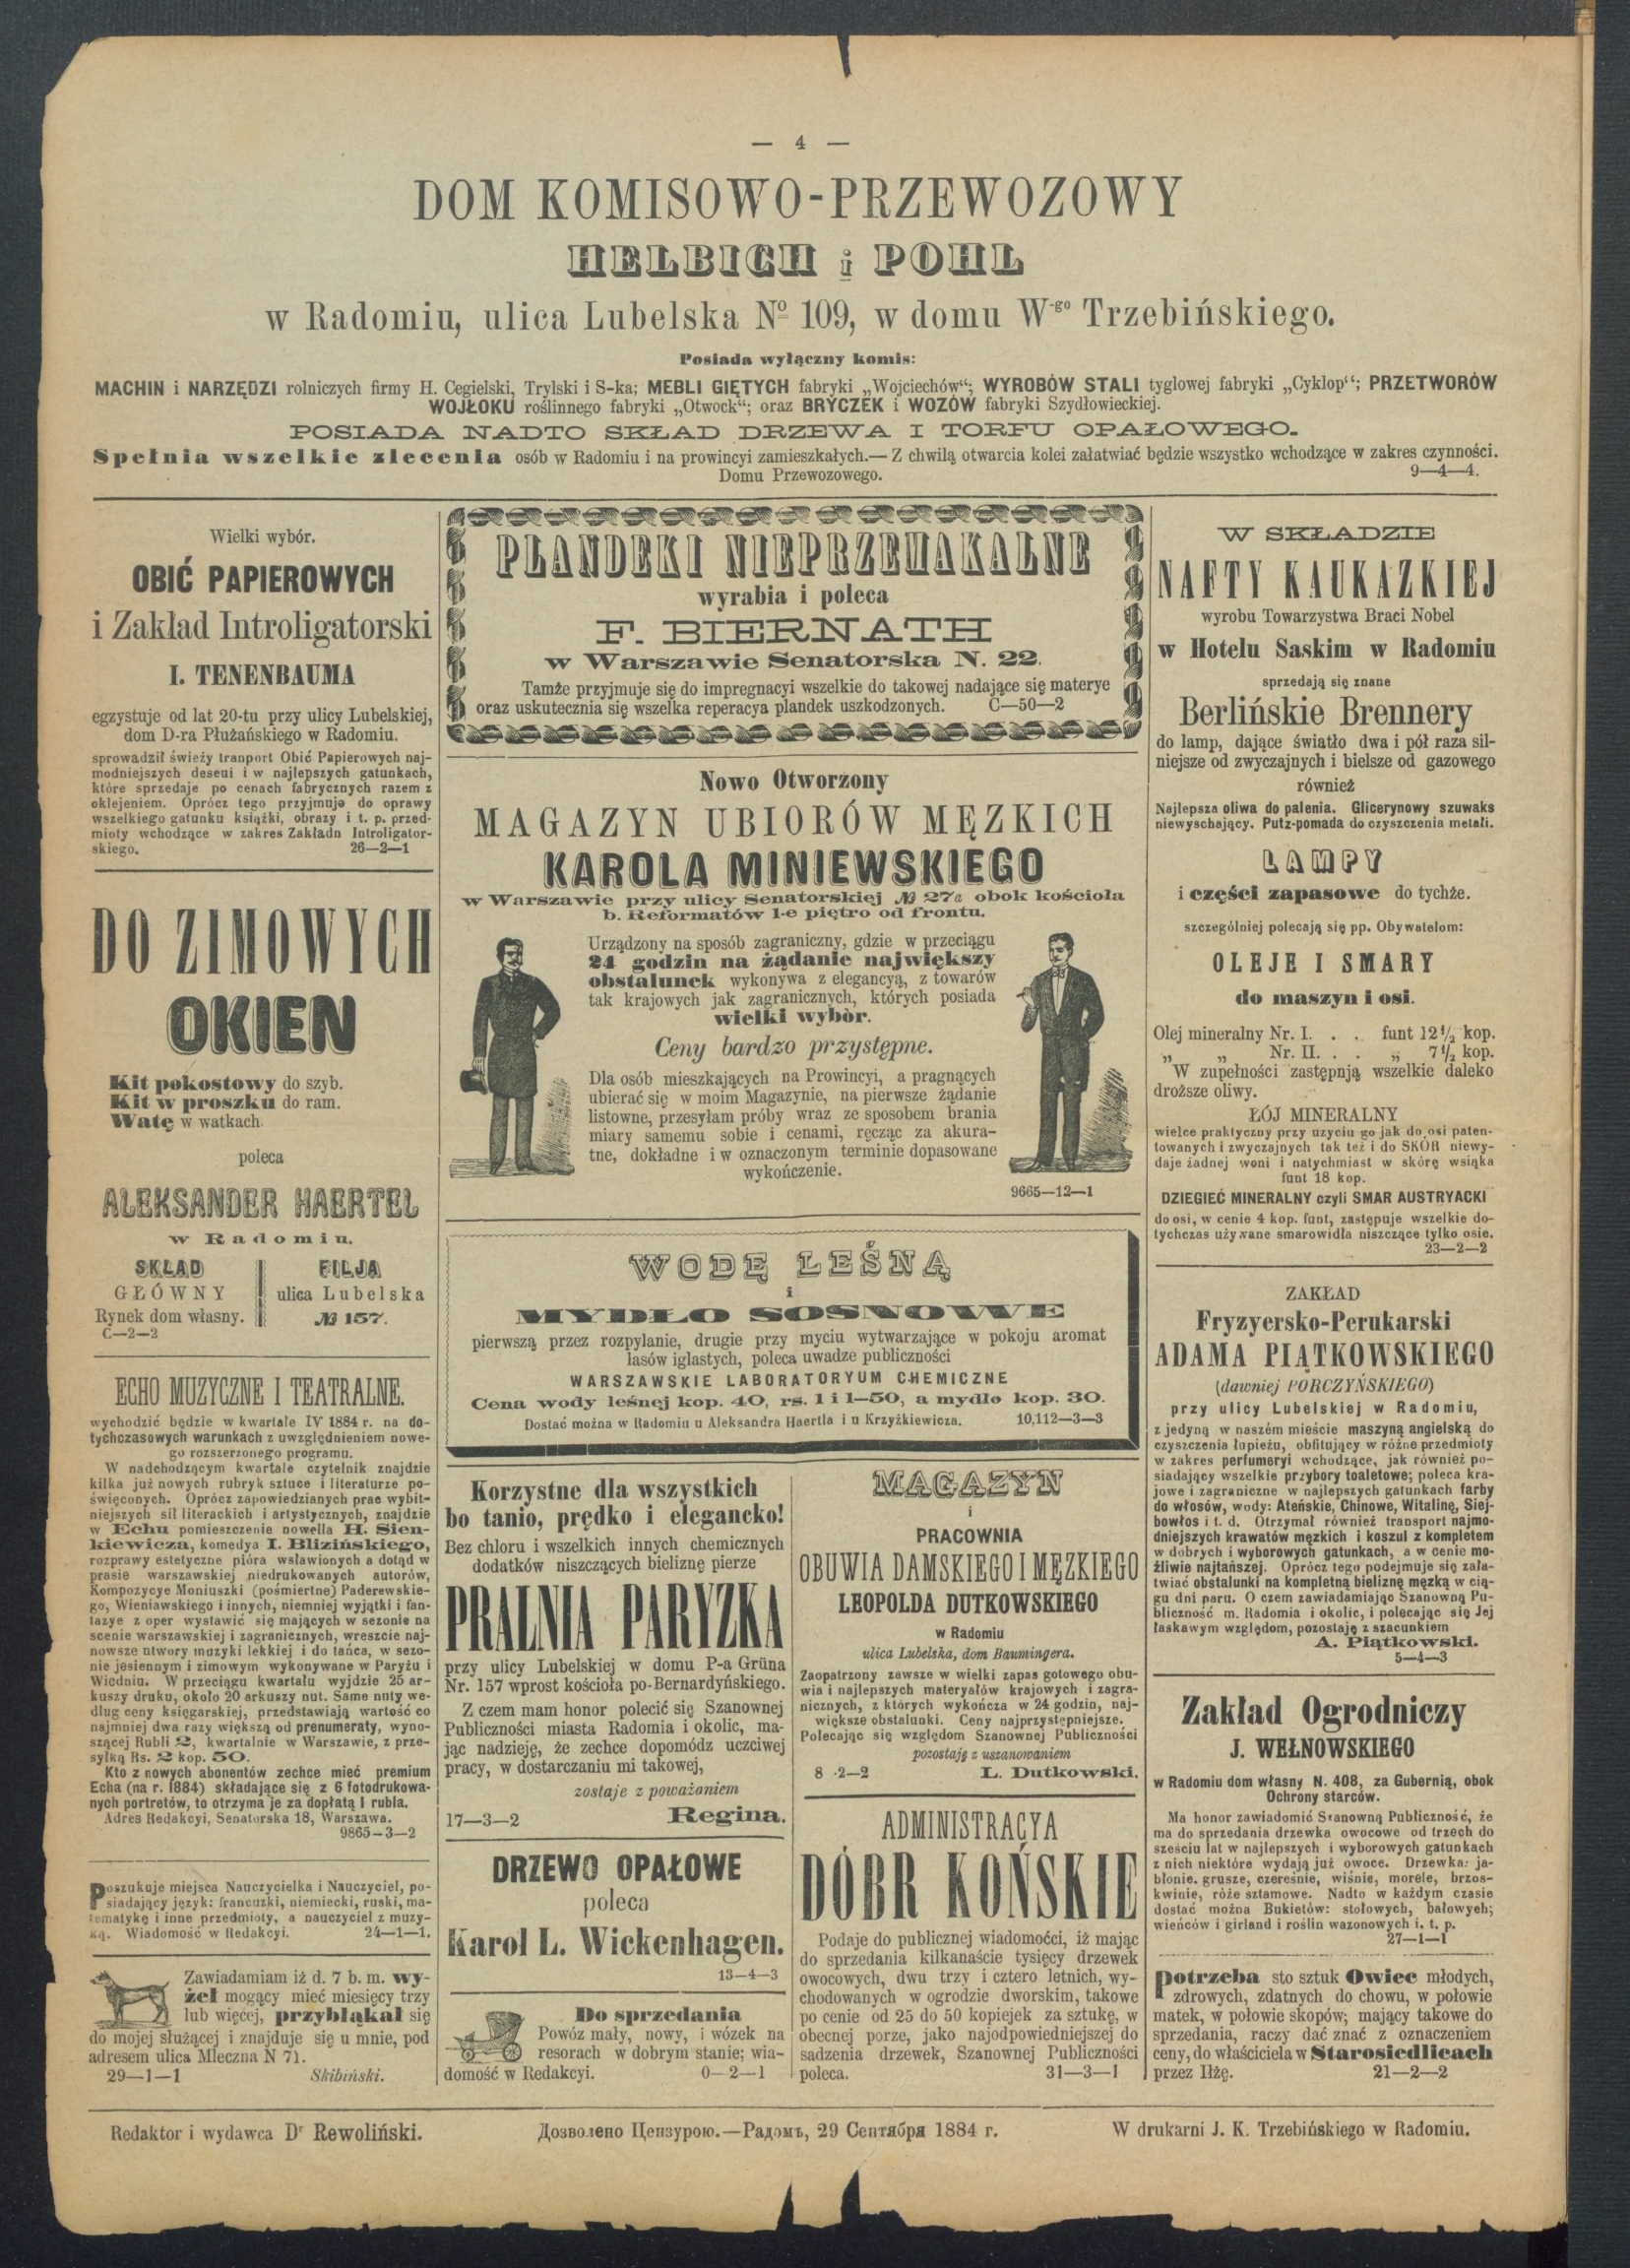 — 4 —
DOM KOMISOWO-PRZEWOZOWY
HELBICH i POHL
w Radomiu, ulica Lubelska № 109, w domu W-go Trzebińskiego.
Posiada wyłączny komis:
MACHIN i NARZĘDZI rolniczych firmy H. Cegielski, Trylski i S-ka; MEBLI GIĘTYCH fabryki „Wojciechów“; WYROBÓW STALI tyglowej fabryki „Cyklop“; PRZETWORÓW
WOJŁOKU roślinnego fabryki „Otwock“; oraz BRYCZEK i WOZÓW fabryki Szydłowieckiej.
POSIADA NADTO SKŁAD DRZEWA I TORFU OPAŁOWEGO.
Spełnia wszelkie zlecenia osób w Radomiu i na prowincyi zamieszkałych.— Z chwilą otwarcia kolei załatwiać będzie wszystko wchodzące w zakres czynności.
Domu Przewozowego. 9—4—4.
Wielki wybór.
OBIĆ PAPIEROWYCH
i Zakład Introligatorski
I. TENENBAUMA
egzystuje od lat 20-tu przy ulicy Lubelskiej,
dom D-ra Płużańskiego w Radomiu.
sprowadził świeży tranport Obić Papierowych naj-
modniejszych deseui i w najlepszych gatunkach,
które sprzedaje po cenach fabrycznych razem z
oklejeniem. Oprócz tego przyjmuje do oprawy
wszelkiego gatunku książki, obrazy i t. p. przed-
mioty wchodzące w zakres Zakładn Introligator-
skiego. 26—2—1
DO ZIMOWYCH
OKIEN
Kit pokostowy do szyb.
Kit w proszku do ram.
Watę w watkach.
poleca
ALEKSANDER HAERTEL
w Radomiu.
SKŁAD
GŁÓWNY
Rynek dom własny.
C—2—2
FILJA
ulica Lubelska
№ 157.
ECHO MUZYCZNE I TEATRALNE.
wychodzić będzie w kwartale IV 1884 r. na do-
tychczasowych warunkach z uwzględnieniem nowe-
go rozszerzonego programu.
W nadchodzącym kwartale czytelnik znajdzie
kilka już nowych rubryk sztuce i literaturze po-
święconych. Oprócz zapowiedzianych prac wybit-
niejszych sił literackich i artystycznych, znajdzie
w Echu pomieszczenie nowella H. Sien-
kiewicza, komedya I. Blizińskiego,
rozprawy estetyczne pióra wsławionych a dotąd w
prasie warszawskiej niedrukowanych autorów,
Kompozycye Moniuszki (pośmiertne) Paderewskie-
go, Wieniawskiego i innych, niemniej wyjątki i fan-
tazye z oper wystawić się mających w sezonie na
scenie warszawskiej i zagranicznych, wreszcie naj-
nowsze utwory muzyki lekkiej i do tańca, w sezo-
nie jesiennym i zimowym wykonywane w Paryżu i
Wiedniu. W przeciągu kwartału wyjdzie 25 ar-
kuszy druku, około 20 arkuszy nut. Same nuty we-
dług ceny księgarskiej, przedstawiają wartość co
najmniej dwa razy większą od prenumeraty, wyno-
szącej Rubli 2, kwartalnie w Warszawie, z prze-
syłką Rs. 2 kop. 50.
Kto z nowych abonentów zechce mieć premium
Echa (na r. 1884) składające się z 6 fotodrukowa-
nych portretów, to otrzyma je za dopłatą 1 rubla.
Adres Redakcyi, Senatorska 18, Warszawa.
9865—3—2
Poszukuje miejsca Nauczycielka i Nauczyciel, po-
siadający język: francuzki, niemiecki, ruski, ma-
tematykę i inne przedmioty, a nauczyciel z muzy-
ką. Wiadomość w Redakcyi. 24—1—1.
Zawiadamiam iż d. 7 b. m. wy-
żeł mogący mieć miesięcy trzy
lub więcej, przybłąkał się
do mojej służącej i znajduje się u mnie, pod
adresem ulica Mleczna N 71.
29—1—1 Skibiński.
PLANDEKI NIEPRZEMAKALNE
wyrabia i poleca
F. BIERNATH
w Warszawie Senatorska N. 22.
Tamże przyjmuje się do impregnacyi wszelkie do takowej nadające się materye
oraz uskutecznia się wszelka reperacya plandek uszkodzonych. C—50—2
Nowo Otworzony
MAGAZYN UBIORÓW MĘZKICH
KAROLA MINIEWSKIEGO
w Warszawie przy ulicy Senatorskiej № 27a obok kościoła
b. Reformatów 1-e piętro od frontu.
Urządzony na sposób zagraniczny, gdzie w przeciągu
24 godzin na żądanie największy
obstalunek wykonywa z elegancyą, z towarów
tak krajowych jak zagranicznych, których posiada
wielki wybòr.
Ceny bardzo przystępne.
Dla osób mieszkających na Prowincyi, a pragnących
ubierać się w moim Magazynie, na pierwsze żądanie
listowne, przesyłam próby wraz ze sposobem brania
miary samemu sobie i cenami, ręcząc za akura-
tne, dokładne i w oznaczonym terminie dopasowane
wykończenie.
9665—12—1
WODĘ LEŚNĄ
i
MYDŁO SOSNOWE
pierwszą przez rozpylanie, drugie przy myciu wytwarzające w pokoju aromat
lasów iglastych, poleca uwadze publiczności
WARSZAWSKIE LABORATORYUM CHEMICZNE
Cena wody leśnej kop. 40, rs. 1 i 1—50, a mydło kop. 30.
Dostać można w Radomiu u Aleksandra Haertla i u Krzyżkiewicza. 10,112—3—3
Korzystne dla wszystkich
bo tanio, prędko i elegancko!
Bez chloru i wszelkich innych chemicznych
dodatków niszczących bieliznę pierze
PRALNIA PARYZKA
przy ulicy Lubelskiej w domu P-a Grüna
Nr. 157 wprost kościoła po-Bernardyńskiego.
Z czem mam honor polecić się Szanownej
Publiczności miasta Radomia i okolic, ma-
jąc nadzieję, że zechce dopomódz uczciwej
pracy, w dostarczaniu mi takowej,
zostaje z poważaniem
17—3—2 Regina.
DRZEWO OPAŁOWE
poleca
Karol L. Wickenhagen.
13—4—3
Do sprzedania
Powóz mały, nowy, i wózek na
resorach w dobrym stanie; wia-
domość w Redakcyi. 0—2—1
MAGAZYN
i
PRACOWNIA
OBUWIA DAMSKIEGO I MĘZKIEGO
LEOPOLDA DUTKOWSKIEGO
w Radomiu
ulica Lubelska, dom Baumingera.
Zaopatrzony zawsze w wielki zapas gotowego obu-
wia i najlepszych materyałów krajowych i zagra-
nicznych, z których wykończa w 24 godzin, naj-
większe obstalunki. Ceny najprzystępniejsze.
Polecając się względom Szanownej Publiczności
pozostaję z uszanowaniem
8 -2—2 L. Dutkowski.
ADMINISTRACYA
DÓBR KOŃSKIE
Podaje do publicznej wiadomoćci, iż mając
do sprzedania kilkanaście tysięcy drzewek
owocowych, dwu trzy i cztero letnich, wy-
chodowanych w ogrodzie dworskim, takowe
po cenie od 25 do 50 kopiejek za sztukę, w
obecnej porze, jako najodpowiedniejszej do
sadzenia drzewek, Szanownej Publiczności
poleca. 31—3—1
W SKŁADZIE
NAFTY KAUKAZKIEJ
wyrobu Towarzystwa Braci Nobel
w Hotelu Saskim w Radomiu
sprzedają się znane
Berlińskie Brennery
do lamp, dające światło dwa i pół raza sil-
niejsze od zwyczajnych i bielsze od gazowego
również
Najlepsza oliwa do palenia. Glicerynowy szuwaks
niewyschający. Putz-pomada do czyszczenia metali.
LAMPY
i części zapasowe do tychże.
szczególniej polecają się pp. Obywatelom:
OLEJE I SMARY
do maszyn i osi.
Olej mineralny Nr. I. . . funt 12½ kop.
„ „ Nr. II. . . „ 7½ kop.
W zupełności zastępnją wszelkie daleko
droższe oliwy.
ŁÓJ MINERALNY
wielce praktyczny przy użyciu go jak do osi paten-
towanych i zwyczajnych tak też i do SKÓR niewy-
daje żadnej woni i natychmiast w skórę wsiąka
funt 18 kop.
DZIEGIEĆ MINERALNY czyli SMAR AUSTRYACKI
do osi, w cenie 4 kop. funt, zastępuje wszelkie do-
tychczas używane smarowidła niszczące tylko osie.
23—2—2
ZAKŁAD
Fryzyersko-Perukarski
ADAMA PIĄTKOWSKIEGO
(dawniej PORCZYŃSKIEGO)
przy ulicy Lubelskiej w Radomiu,
z jedyną w naszém mieście maszyną angielską do
czyszczenia łupieżu, obfitujący w różne przedmioty
w zakres perfumeryi wchodzące, jak również po-
siadający wszelkie przybory toaletowe; poleca kra-
jowe i zagraniczne w najlepszych gatunkach farby
do włosów, wody: Ateńskie, Chinowe, Witalinę, Siej-
bowłos i t. d. Otrzymał również transport najmo-
dniejszych krawatów męzkich i koszul z kompletem
w dobrych i wyborowych gatunkach, a w cenie mo-
żliwie najtańszej. Oprócz tego podejmuje się zała-
twiać obstalunki na kompletną bieliznę męzką w cią-
gu dni paru. O czem zawiadamiając Szanowną Pu-
bliczność m. Radomia i okolic, i polecając się Jej
łaskawym względom, pozostaję z szacunkiem
A. Piątkowski.
5—4—3
Zakład Ogrodniczy
J. WEŁNOWSKIEGO
w Radomiu dom własny N. 408, za Gubernią, obok
Ochrony starców.
Ma honor zawiadomić Szanowną Publiczność, że
ma do sprzedania drzewka owocowe od trzech do
sześciu lat w najlepszych i wyborowych gatunkach
z nich niektóre wydają już owoce. Drzewka: ja-
błonie, grusze, czereśnie, wiśnie, morele, brzos-
kwinie, róże sztamowe. Nadto w każdym czasie
dostać można Bukietów: stołowych, balowych;
wieńców i girland i roślin wazonowych i. t. p.
27—1—1
Potrzeba sto sztuk Owiec młodych,
zdrowych, zdatnych do chowu, w połowie
matek, w połowie skopów; mający takowe do
sprzedania, raczy dać znać z oznaczeniem
ceny, do właściciela w Starosiedlicach
przez Iłżę. 21—2—2
Redaktor i wydawca Dr Rewoliński.
Дозволено Цензурою.—Радомъ, 29 Сентября 1884 г.
W drukarni J. K. Trzebińskiego w Radomiu.